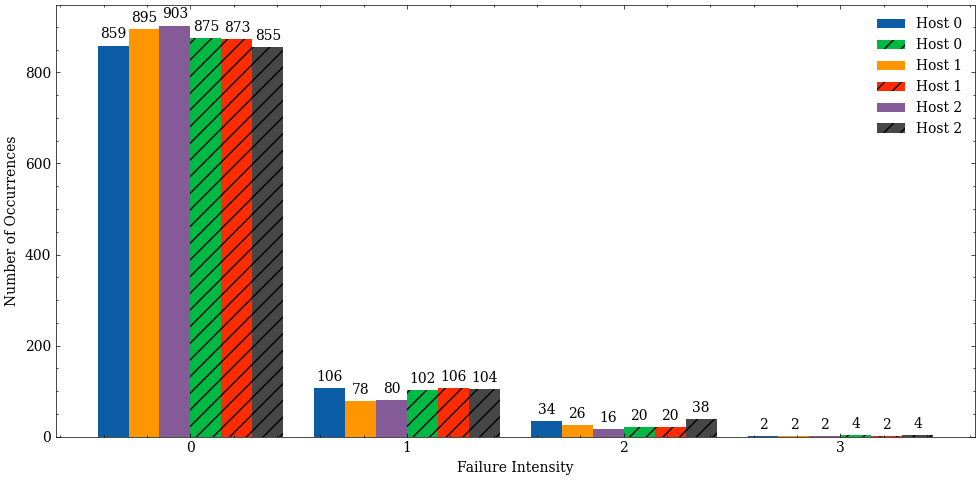 859 895 903 875 873 855
106 78 80 102 106 104
34 26 16 20 20 38
2 2 2 4 2 4
Host 0
Host 0
Host 1
Host 1
Host 2
Host 2
Number of Occurrences
800
600
400
200
0
0 1 2 3
Failure Intensity